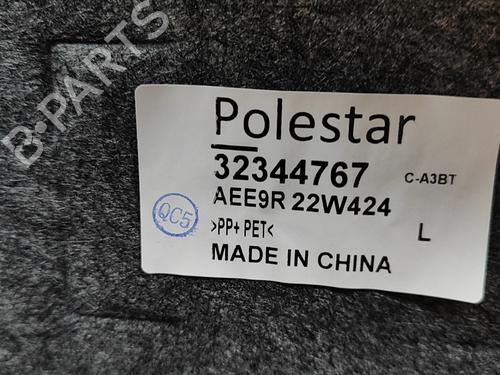 B-PARTS
Polestar
32344767 C-A3BT
AEE9R 22W424
QC5 >PP+ PET< L
MADE IN CHINA